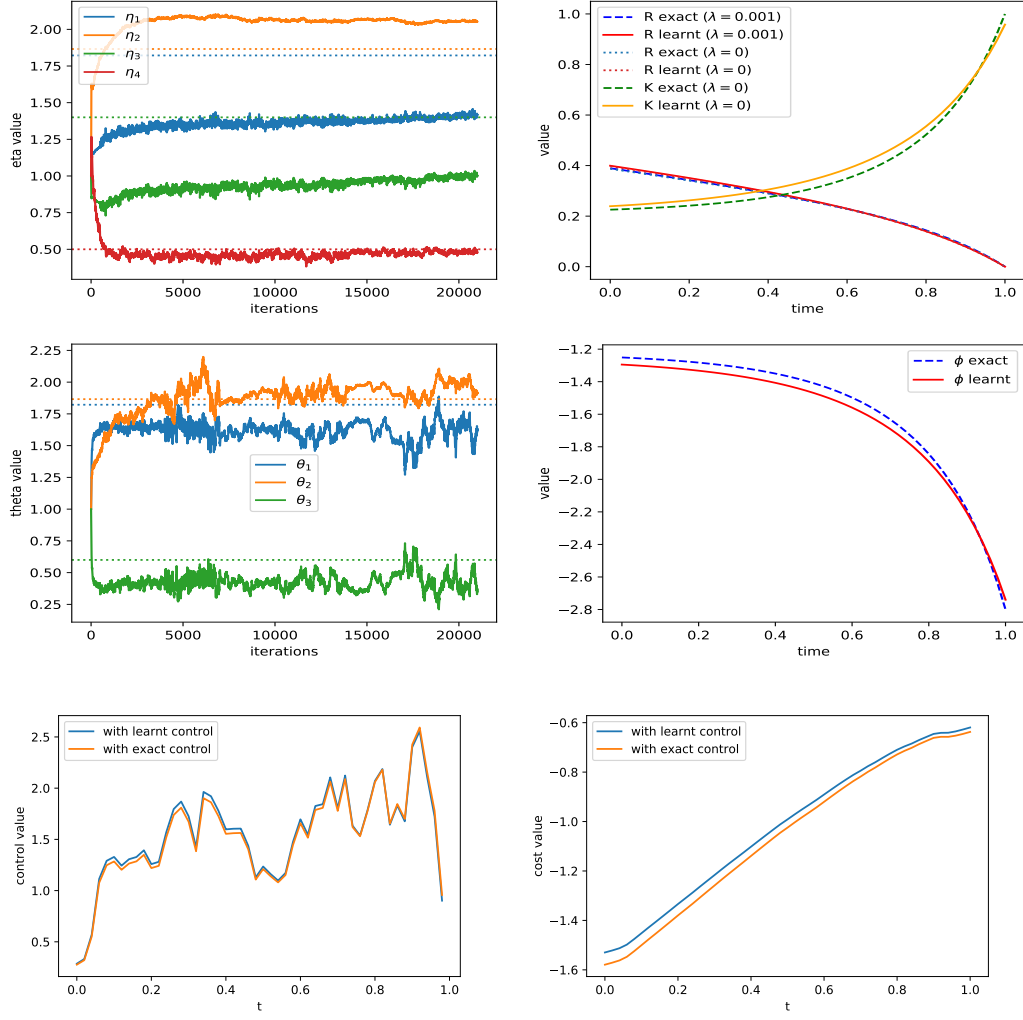 η₁
η₂
η₃
η₄
2.00
1.75
1.50
1.25
1.00
0.75
0.50
eta value
0 5000 10000 15000 20000
iterations
R exact (λ = 0.001)
R learnt (λ = 0.001)
R exact (λ = 0)
R learnt (λ = 0)
K exact (λ = 0)
K learnt (λ = 0)
1.0
0.8
0.6
0.4
0.2
0.0
value
0.0 0.2 0.4 0.6 0.8 1.0
time
2.25
2.00
1.75
1.50
1.25
1.00
0.75
0.50
0.25
theta value
θ₁
θ₂
θ₃
0 5000 10000 15000 20000
iterations
ϕ exact
ϕ learnt
−1.2
−1.4
−1.6
−1.8
−2.0
−2.2
−2.4
−2.6
−2.8
value
0.0 0.2 0.4 0.6 0.8 1.0
time
with learnt control
with exact control
2.5
2.0
1.5
1.0
0.5
control value
0.0 0.2 0.4 0.6 0.8 1.0
t
with learnt control
with exact control
−0.6
−0.8
−1.0
−1.2
−1.4
−1.6
cost value
0.0 0.2 0.4 0.6 0.8 1.0
t